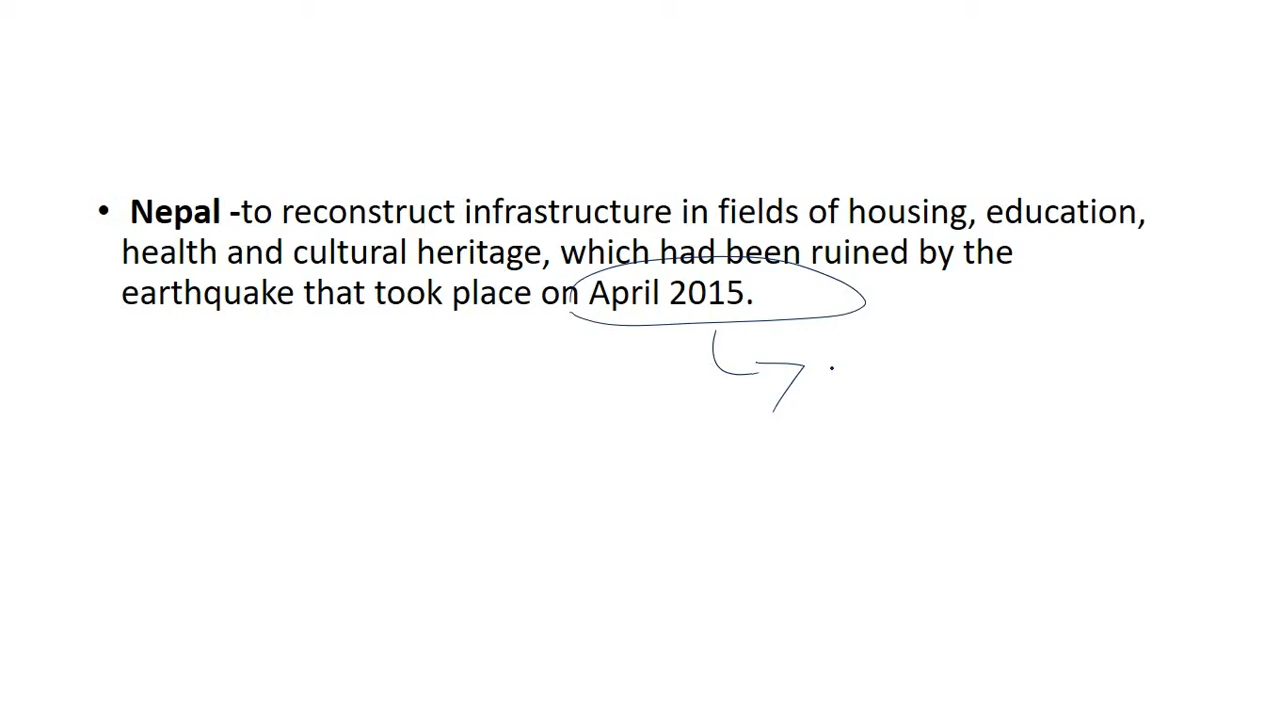 • Nepal -to reconstruct infrastructure in fields of housing, education,
health and cultural heritage, which had been ruined by the
earthquake that took place on April 2015.